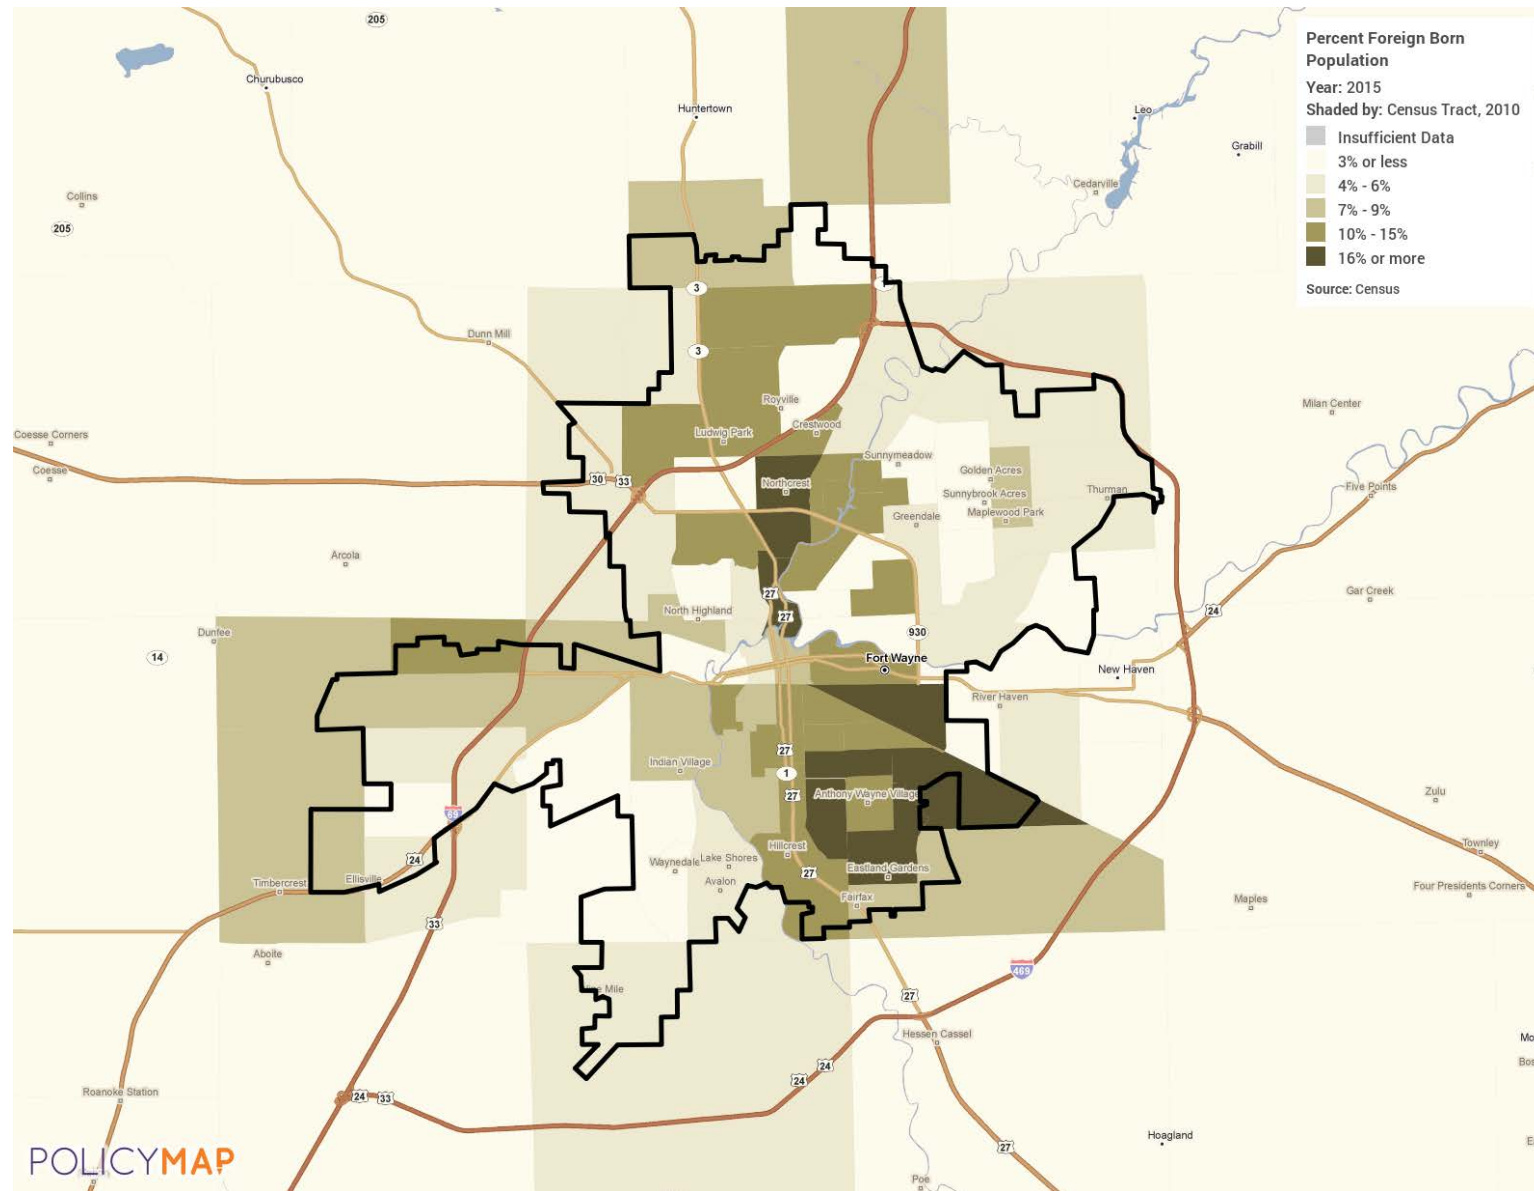 205
Churubusco
Huntertown
Leo
Grabill
Cedarville
Collins
205
Percent Foreign Born
Population
Year: 2015
Shaded by: Census Tract, 2010
Insufficient Data
3% or less
4% - 6%
7% - 9%
10% - 15%
16% or more
Source: Census
3
Dunn Mill
3
Royville
Milan Center
Crestwood
Ludwig Park
Coesse Corners
Coesse
Sunnymeadow
Golden Acres
30
33
Northcrest
Sunnybrook Acres
Thurman
Five Points
Maplewood Park
Greendale
Arcola
27
Gar Creek
North Highland
27
24
Dunfee
930
14
Fort Wayne
New Haven
River Haven
27
Indian Village
1
27
Anthony Wayne Village
Zulu
Hillcrest
Townley
24
Waynedale
Lake Shores
Eastland Gardens
27
Timbercrest
Ellisville
Avalon
Four Presidents Corners
Fairfax
Maples
33
Aboite
469
27
Hessen Cassel
24
24
Roanoke Station
24
33
Hoagland
27
POLICYMAP
Poe